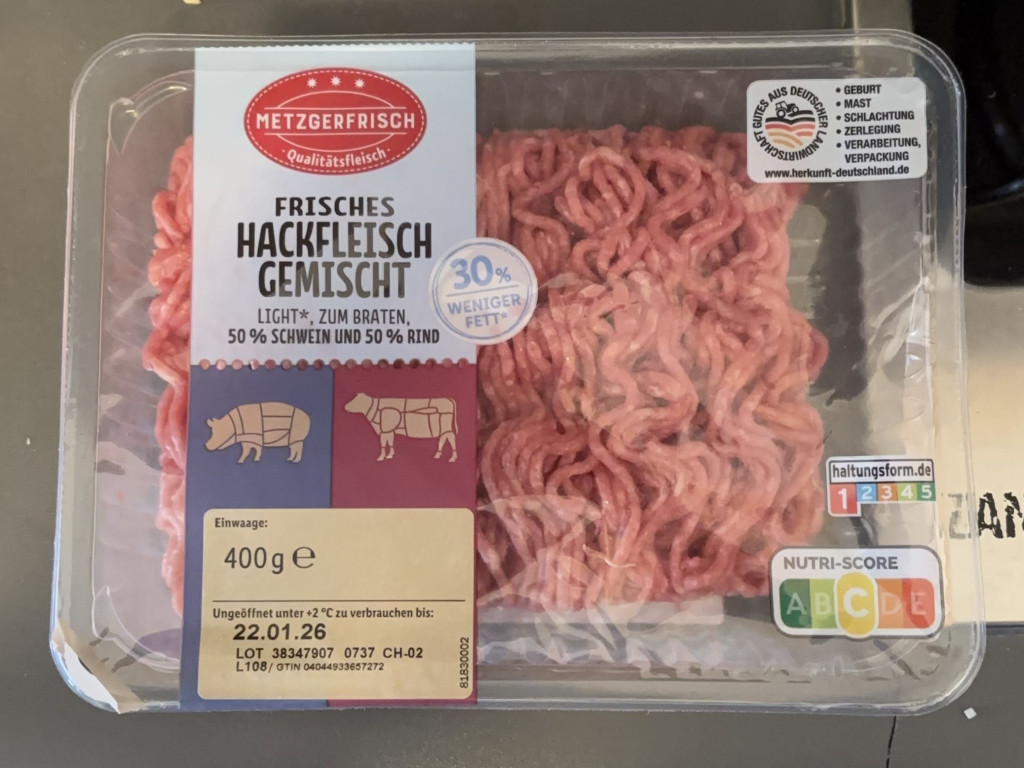 METZGERFRISCH
Qualitätsfleisch
FRISCHES
HACKFLEISCH
GEMISCHT
LIGHT*, ZUM BRATEN,
50 % SCHWEIN UND 50 % RIND
30%
WENIGER
FETT*
Einwaage:
400 g e
Ungeöffnet unter +2 °C zu verbrauchen bis:
22.01.26
LOT 38347907 0737 CH-02
L108/ GTIN 04044933657272
81830002
GUTES AUS DEUTSCHER LANDWIRTSCHAFT
• GEBURT
• MAST
• SCHLACHTUNG
• ZERLEGUNG
• VERARBEITUNG,
VERPACKUNG
www.herkunft-deutschland.de
haltungsform.de
1 2 3 4 5
NUTRI-SCORE
A B C D E
ZAN